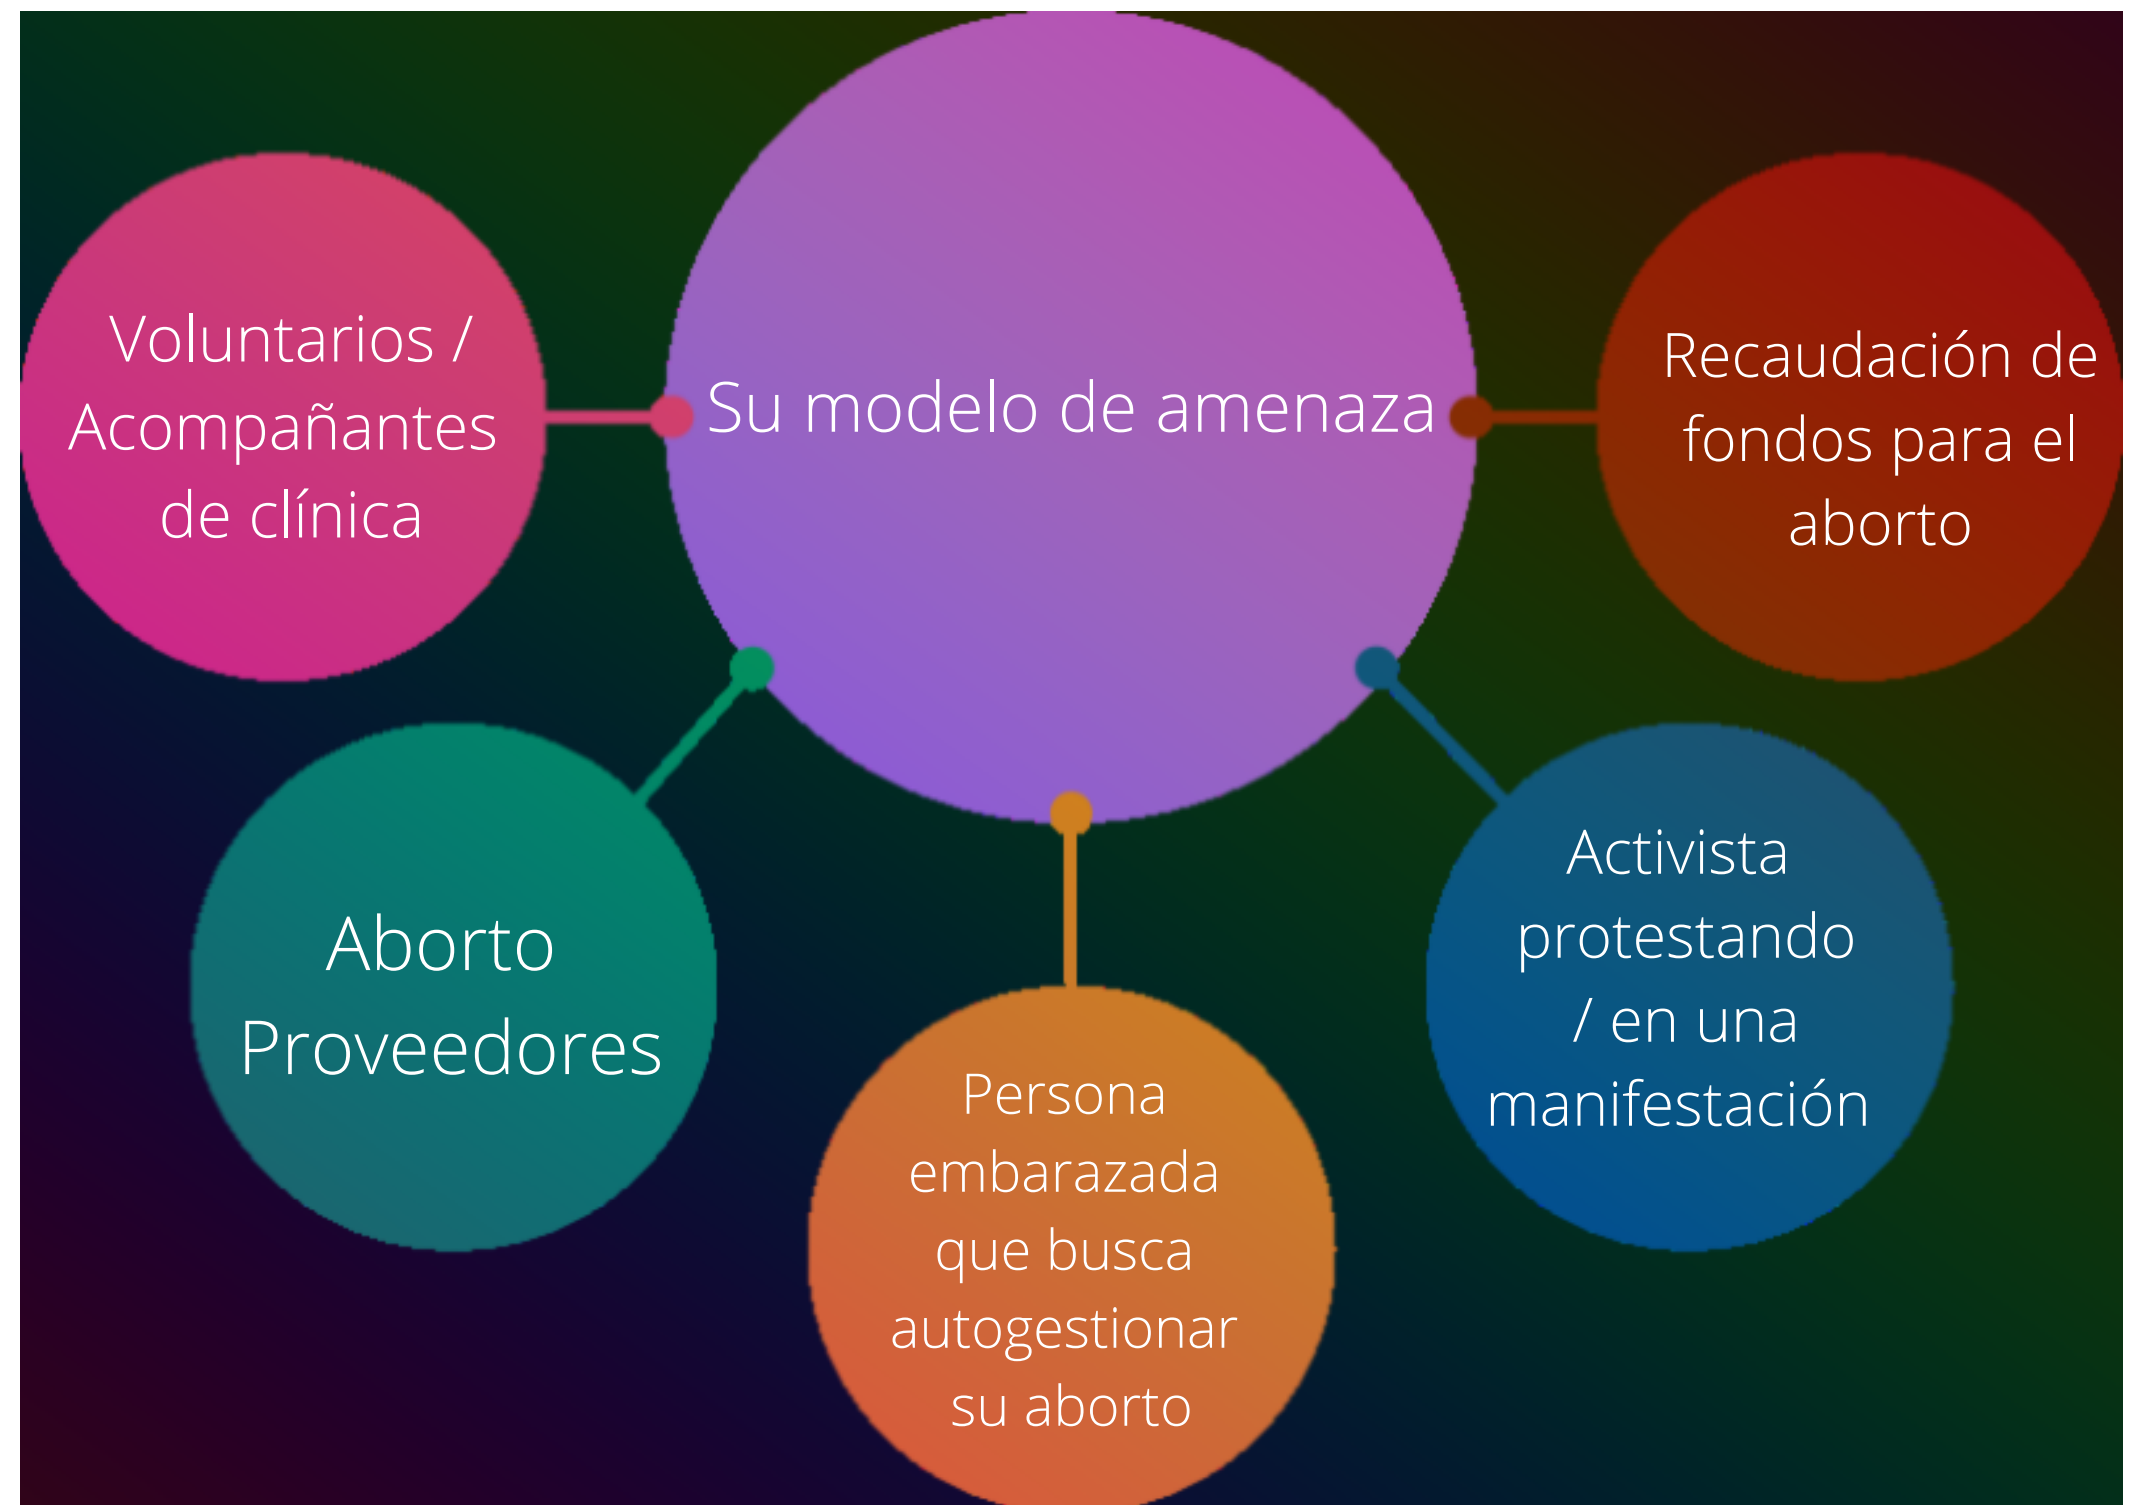 Voluntarios /
Acompañantes
de clínica
Su modelo de amenaza
Recaudación de
fondos para el
aborto
Aborto
Proveedores
Persona
embarazada
que busca
autogestionar
su aborto
Activista
protestando
/ en una
manifestación